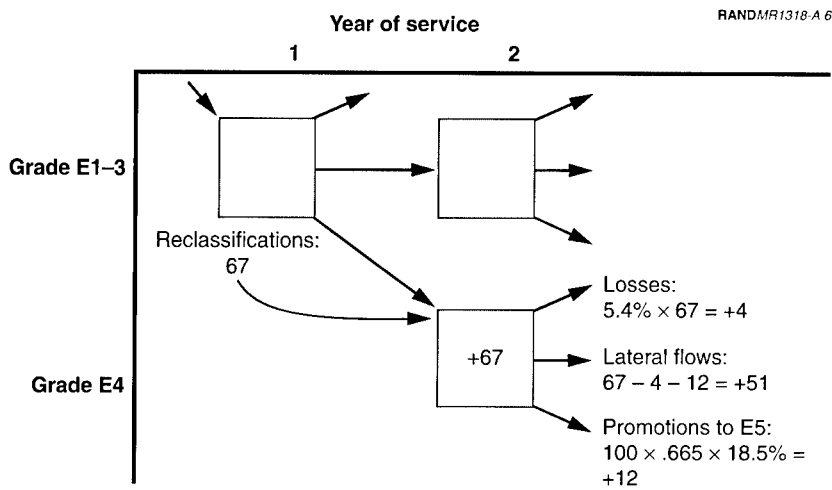 RANDMR1318-A 6
Year of service
1 2
Grade E1–3
Reclassifications:
67
Losses:
5.4% × 67 = +4
+67
Lateral flows:
67 – 4 – 12 = +51
Grade E4
Promotions to E5:
100 × .665 × 18.5% =
+12